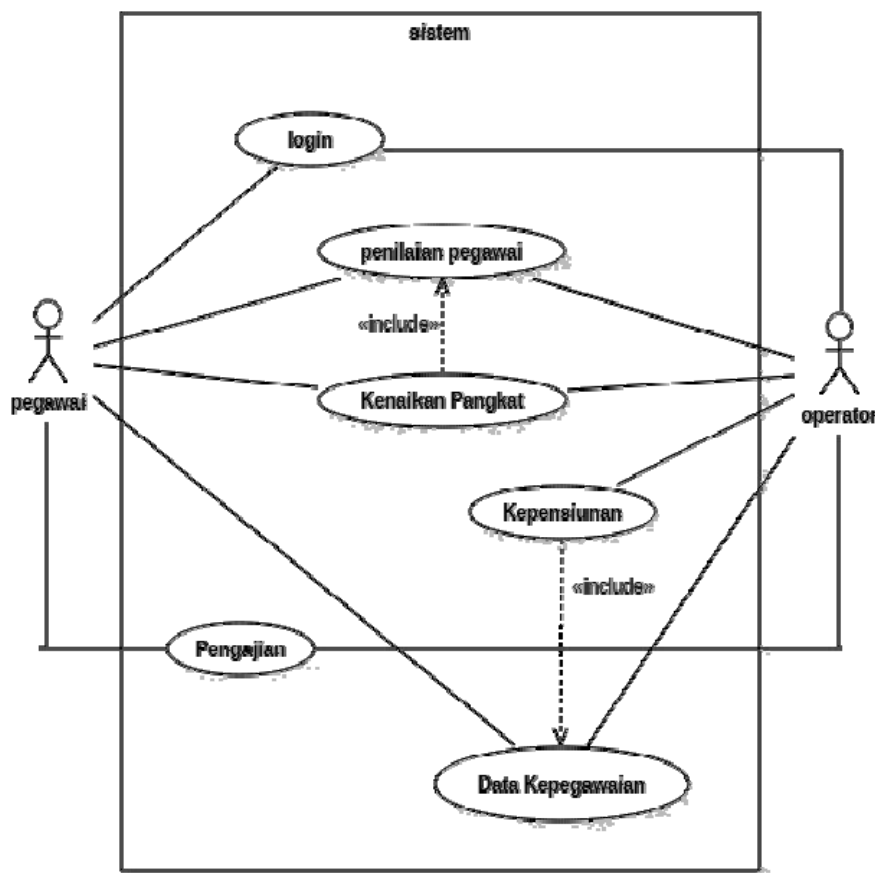 sistem
login
penilaian pegawai
«include»
Kenaikan Pangkat
pegawai
operator
Kepensiunan
«include»
Pengajian
Data Kepegawaian